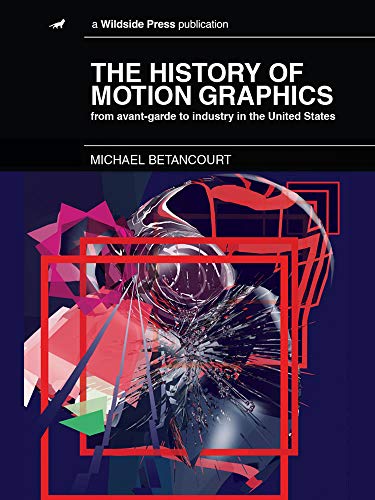 a Wildside Press publication
THE HISTORY OF
MOTION GRAPHICS
from avant-garde to industry in the United States
MICHAEL BETANCOURT